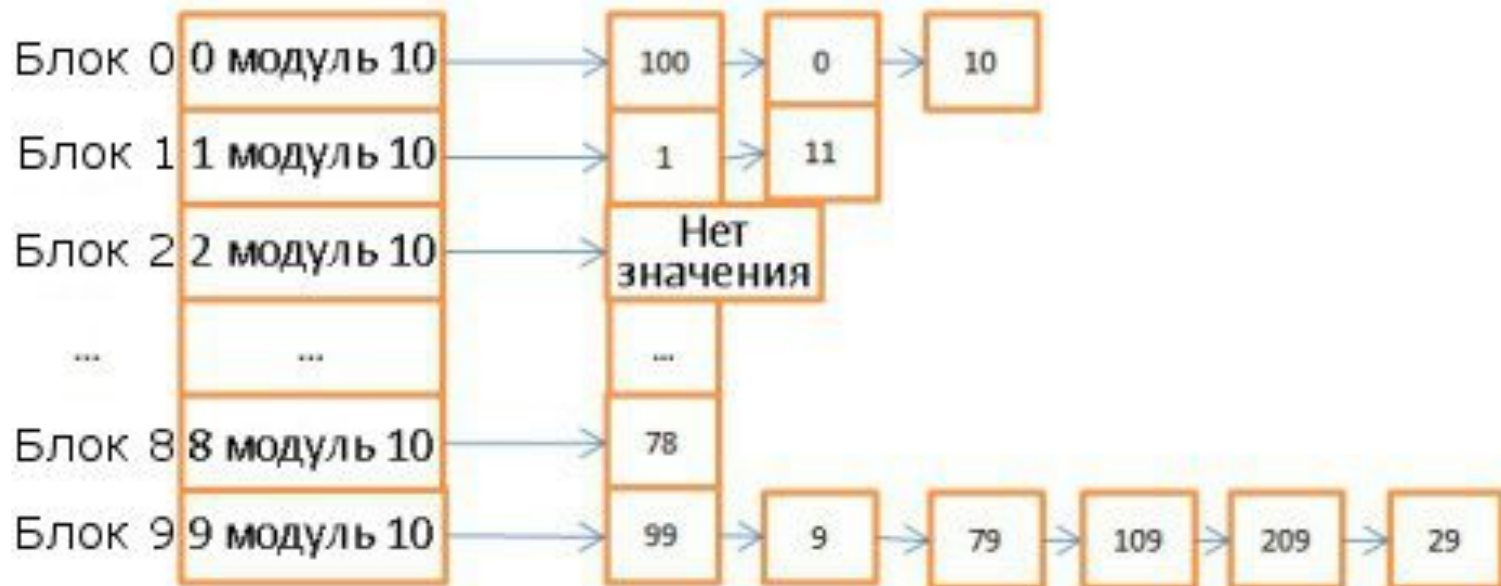 Блок 0 0 модуль 10 100 0 10
Блок 1 1 модуль 10 1 11
Блок 2 2 модуль 10 Нет
значения
... ... ...
Блок 8 8 модуль 10 78
Блок 9 9 модуль 10 99 9 79 109 209 29